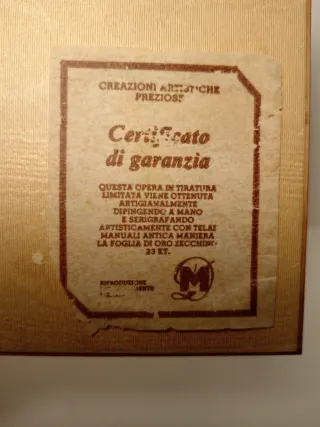 CREAZIONI ARTISTICHE
PREZIOSE
Certificato
di garanzia
QUESTA OPERA IN TIRATURA
LIMITATA VIENE OTTENUTA
ARTIGIANALMENTE
DIPINGENDO A MANO
E SERIGRAFANDO
ARTISTICAMENTE CON TELAI
MANUALI ANTICA MANIERA
LA FOGLIA DI ORO ZECCHINO
23 KT.
RIPRODUZIONE
M